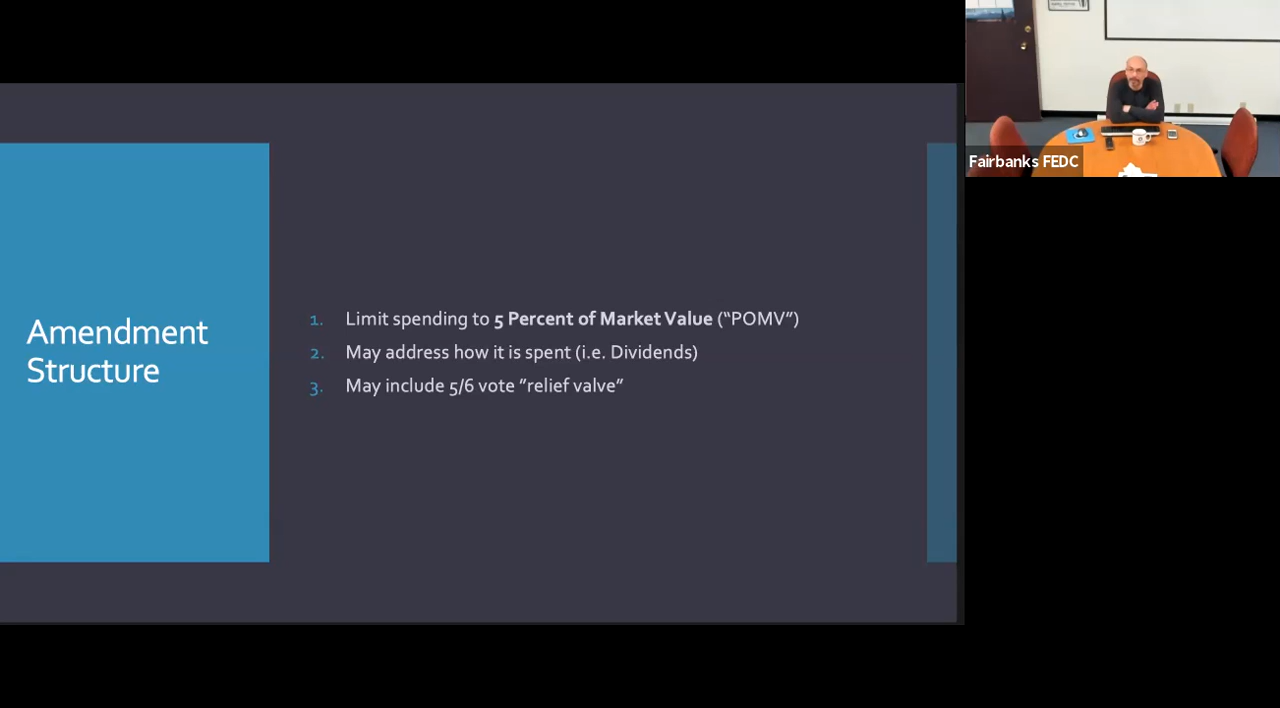 Amendment
Structure
1. Limit spending to 5 Percent of Market Value (“POMV”)
2. May address how it is spent (i.e. Dividends)
3. May include 5/6 vote “relief valve”
Fairbanks FEDC